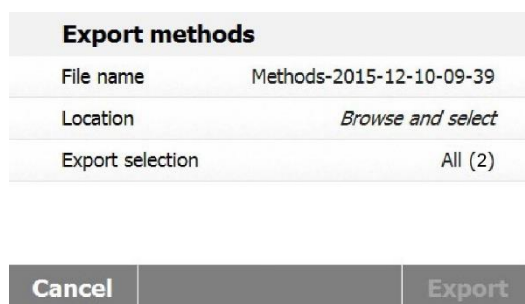 Export methods
File name Methods-2015-12-10-09-39
Location Browse and select
Export selection All (2)
Cancel Export